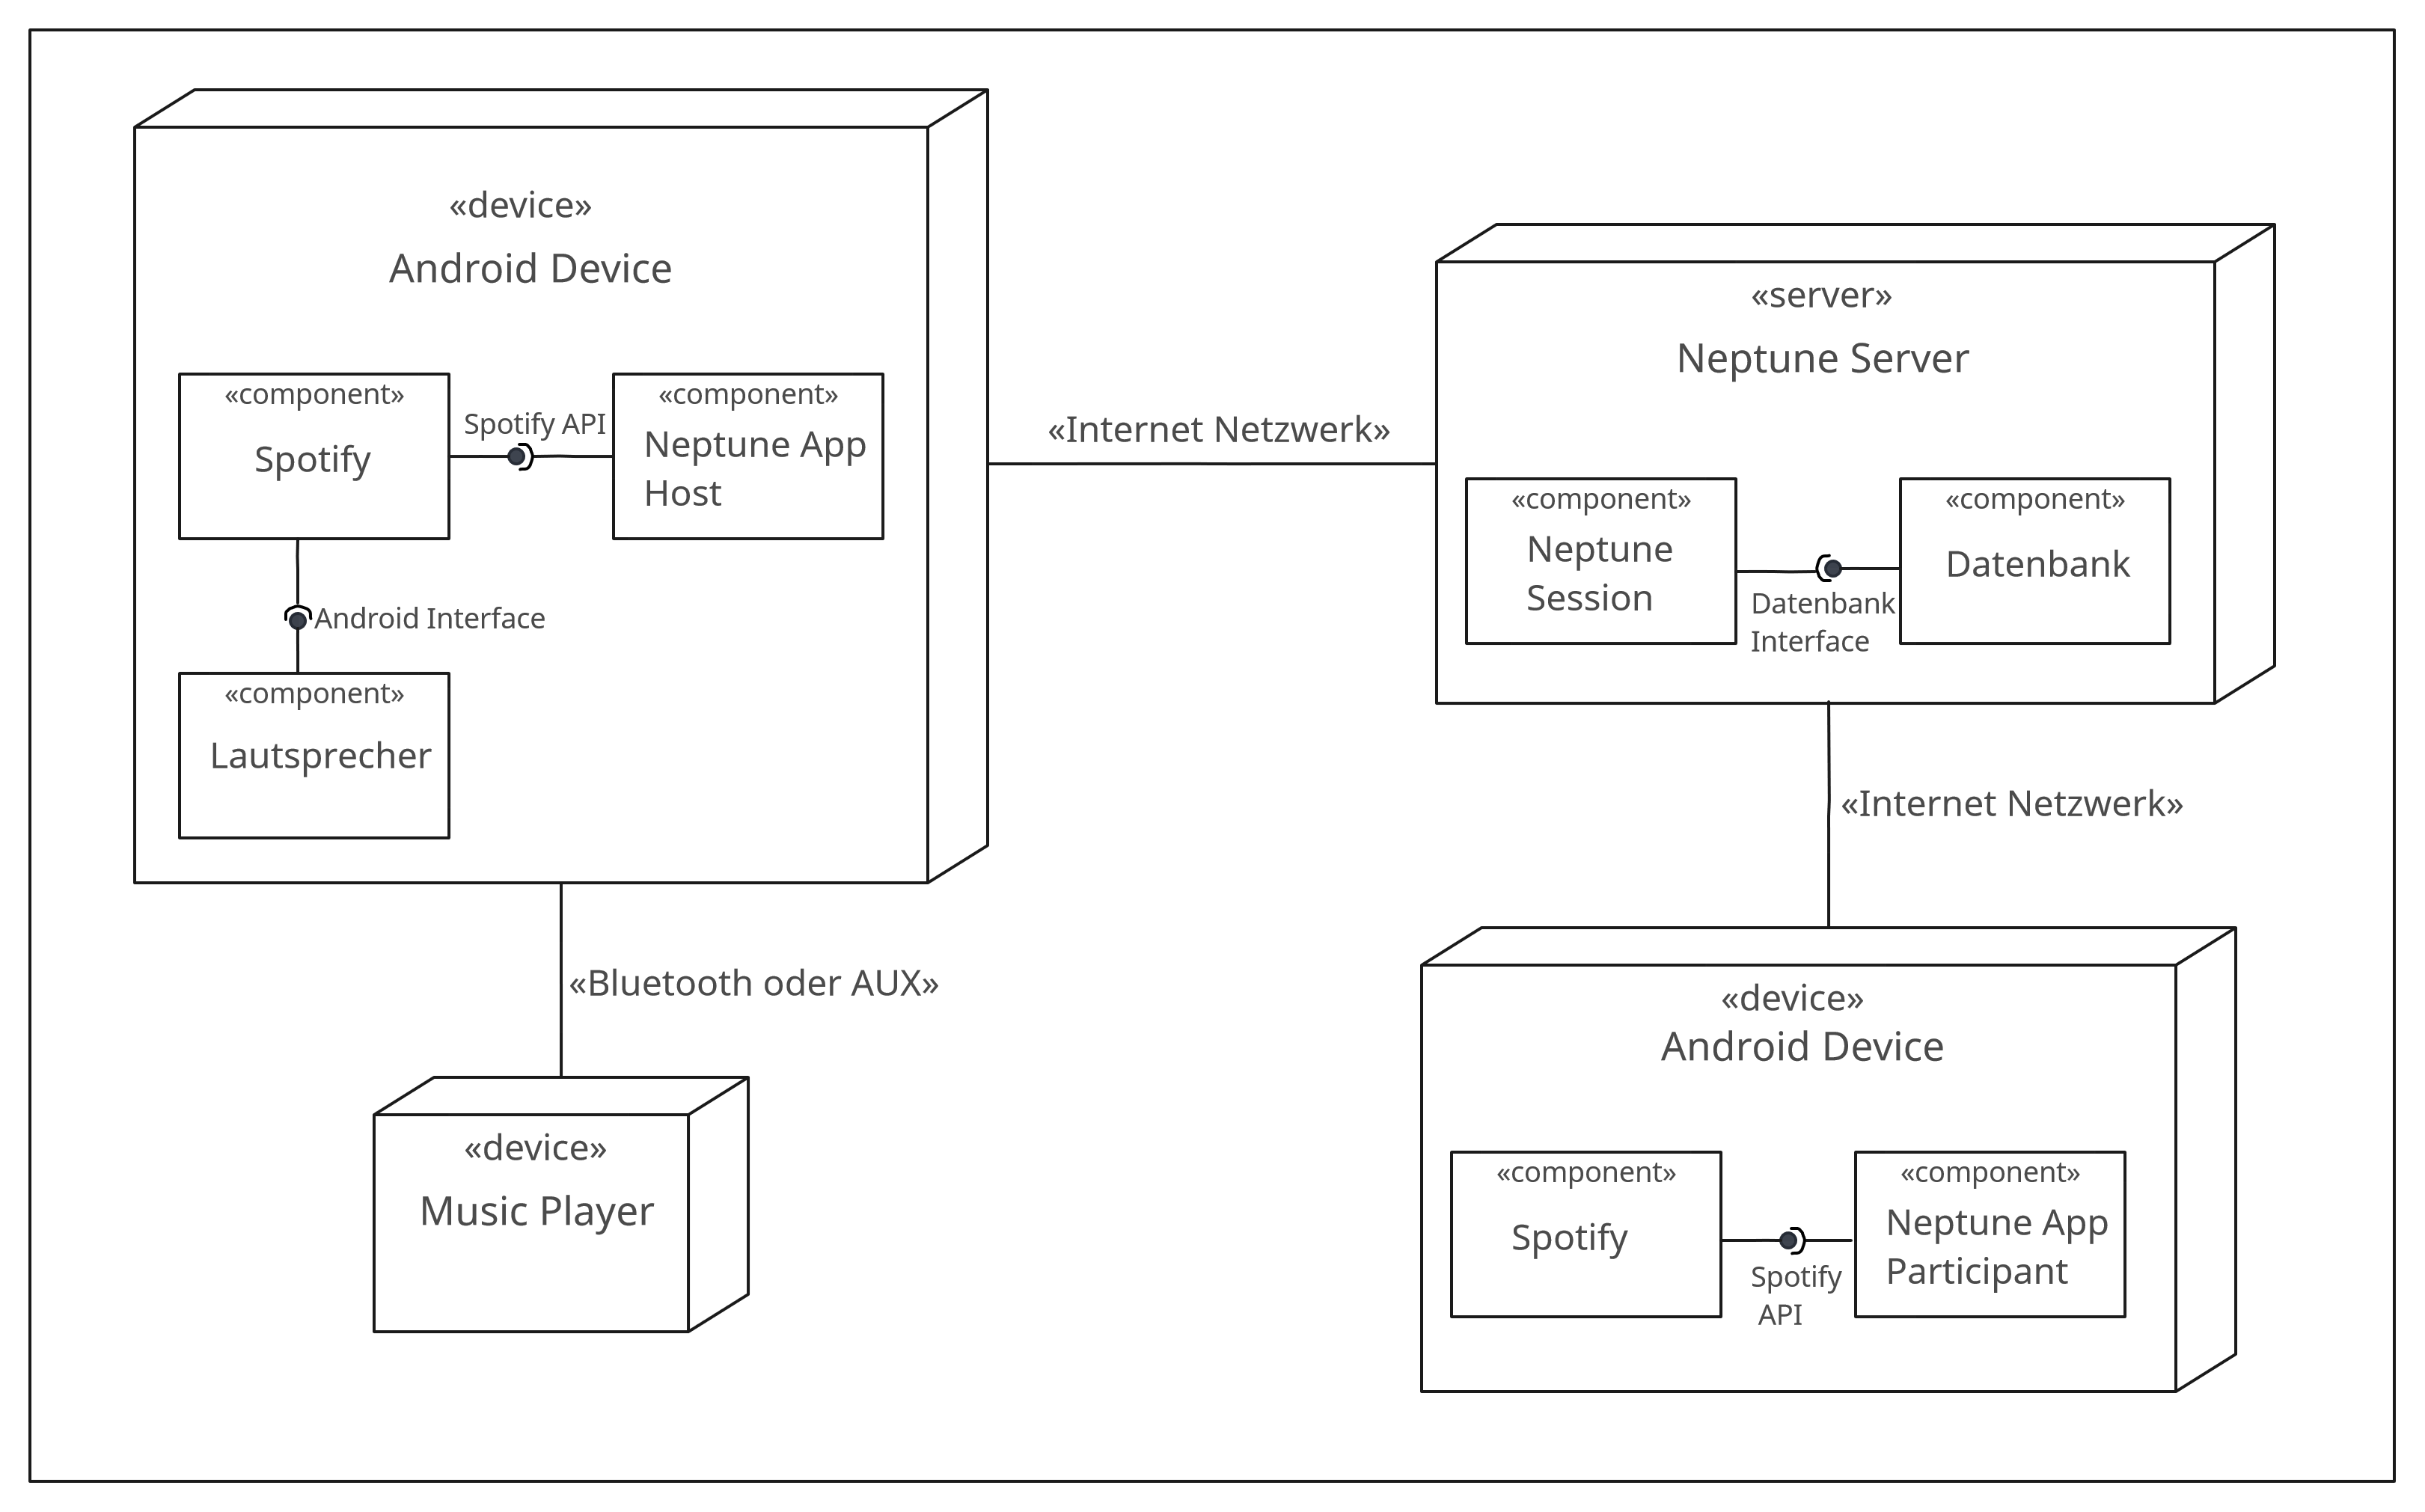 «device»
Android Device
«component»
Spotify
Spotify API
«component»
Neptune App
Host
Android Interface
«component»
Lautsprecher
«Internet Netzwerk»
«server»
Neptune Server
«component»
Neptune
Session
Datenbank
Interface
«component»
Datenbank
«Internet Netzwerk»
«Bluetooth oder AUX»
«device»
Music Player
«device»
Android Device
«component»
Spotify
Spotify
API
«component»
Neptune App
Participant